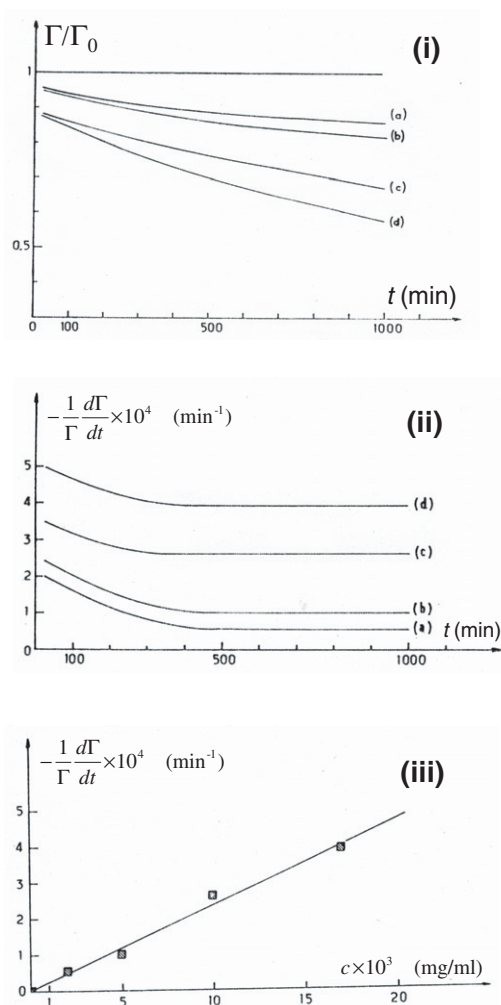 Γ/Γ₀
(i)
1
(a)
(b)
(c)
(d)
0,5
t (min)
0 100 500 1000
−1/Γ dΓ/dt ×10⁴ (min⁻¹)
(ii)
5
(d)
4
3
(c)
2
1
(b)
(a) t (min)
0
100 500 1000
−1/Γ dΓ/dt ×10⁴ (min⁻¹)
(iii)
5
4
3
2
1
c×10³ (mg/ml)
0
1 5 10 15 20